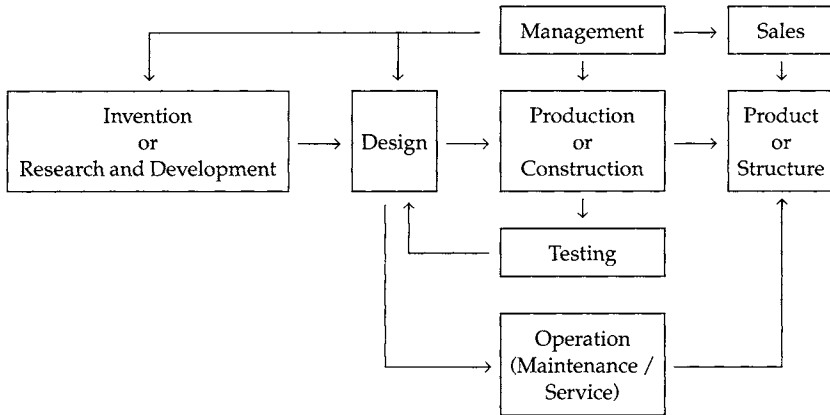 Management
Sales
Invention
or
Research and Development
Design
Production
or
Construction
Product
or
Structure
Testing
Operation
(Maintenance /
Service)